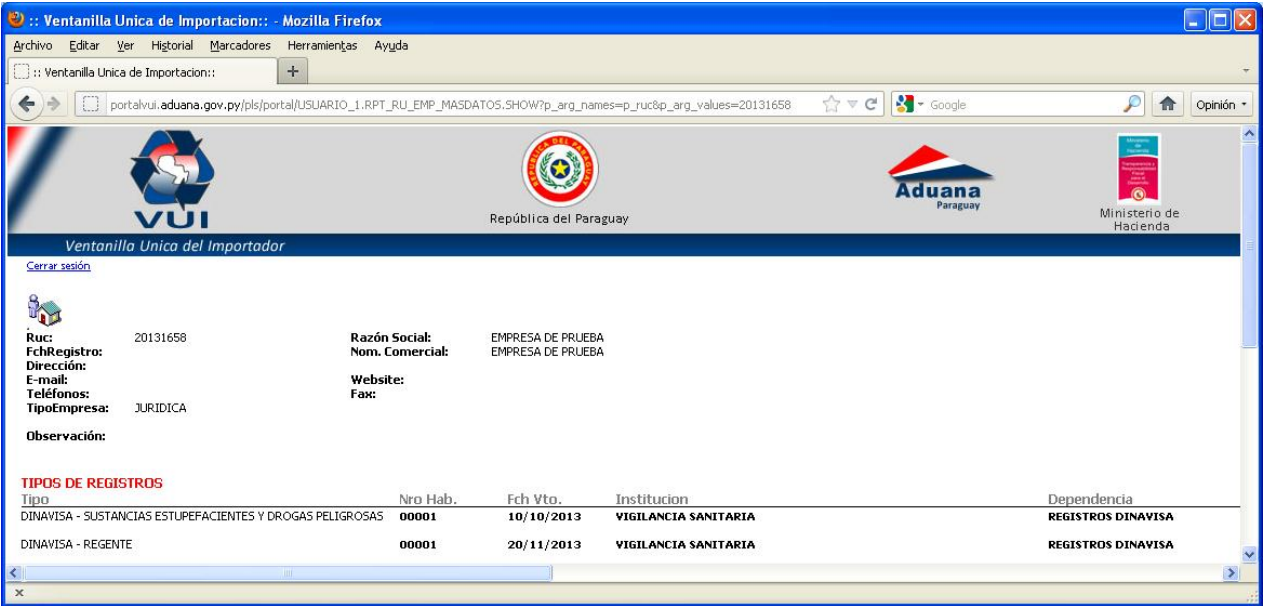 :: Ventanilla Unica de Importacion:: - Mozilla Firefox
Archivo Editar Ver Historial Marcadores Herramientas Ayuda
:: Ventanilla Unica de Importacion::
portalvui.aduana.gov.py/pls/portal/USUARIO_1.RPT_RU_EMP_MASDATOS.SHOW?p_arg_names=p_ruc&p_arg_values=20131658 Google Opinión
VUI
REPUBLICA DEL PARAGUAY
República del Paraguay
Aduana
Paraguay
Ministerio de
Hacienda
Ventanilla Unica del Importador
Cerrar sesión
Ruc: 20131658 Razón Social: EMPRESA DE PRUEBA
FchRegistro: Nom. Comercial: EMPRESA DE PRUEBA
Dirección:
E-mail: Website:
Teléfonos: Fax:
TipoEmpresa: JURIDICA
Observación:
TIPOS DE REGISTROS
Tipo Nro Hab. Fch Vto. Institucion Dependencia
DINAVISA - SUSTANCIAS ESTUPEFACIENTES Y DROGAS PELIGROSAS 00001 10/10/2013 VIGILANCIA SANITARIA REGISTROS DINAVISA
DINAVISA - REGENTE 00001 20/11/2013 VIGILANCIA SANITARIA REGISTROS DINAVISA